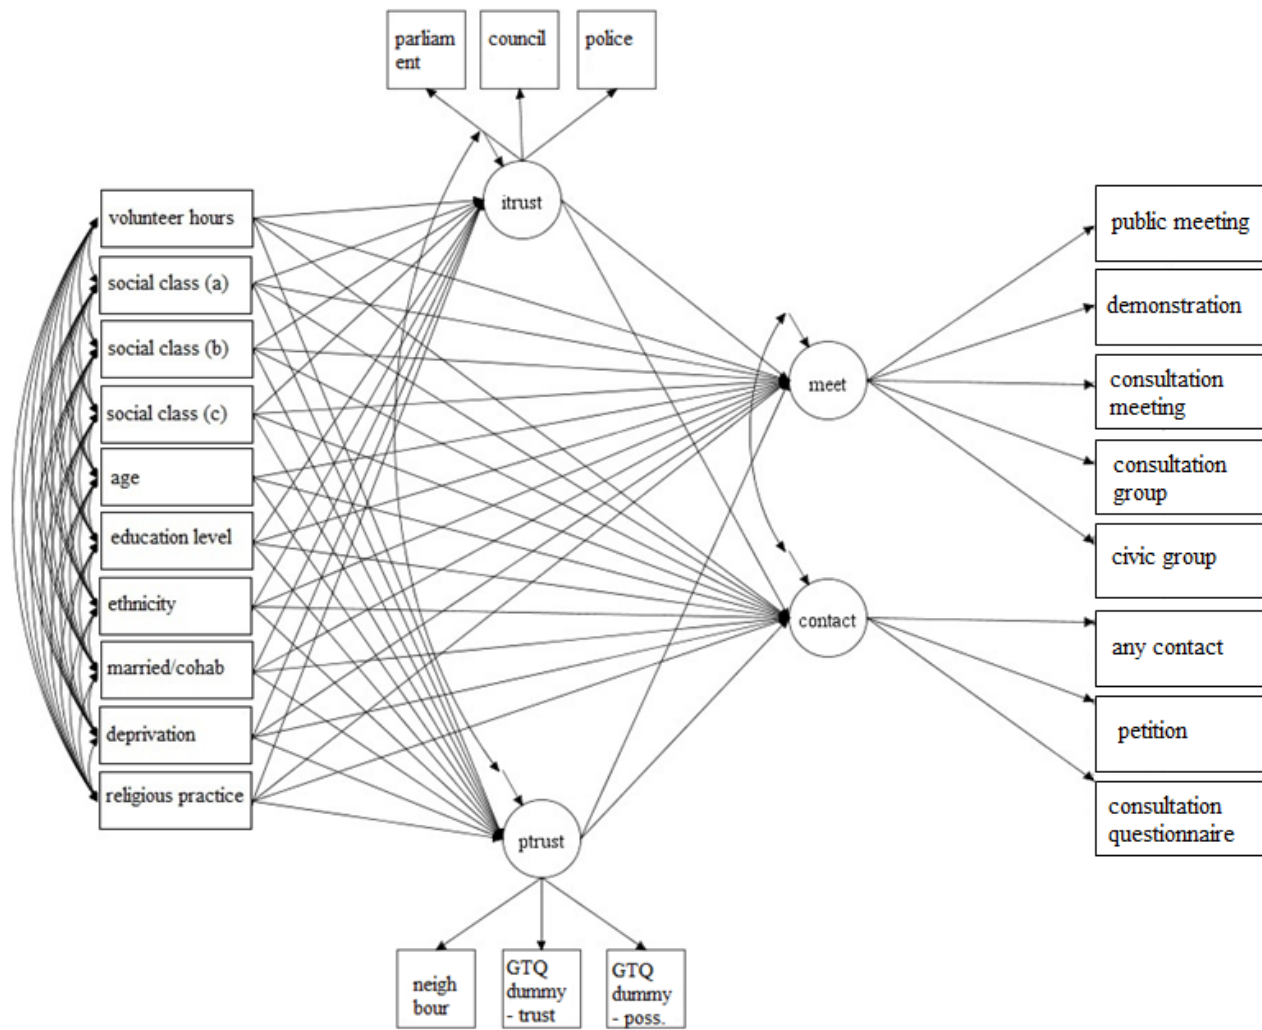 parliam
ent
council
police
itrust
volunteer hours
social class (a)
social class (b)
social class (c)
age
education level
ethnicity
married/cohab
deprivation
religious practice
meet
contact
ptrust
public meeting
demonstration
consultation
meeting
consultation
group
civic group
any contact
petition
consultation
questionnaire
neigh
bour
GTQ
dummy
- trust
GTQ
dummy
- poss.